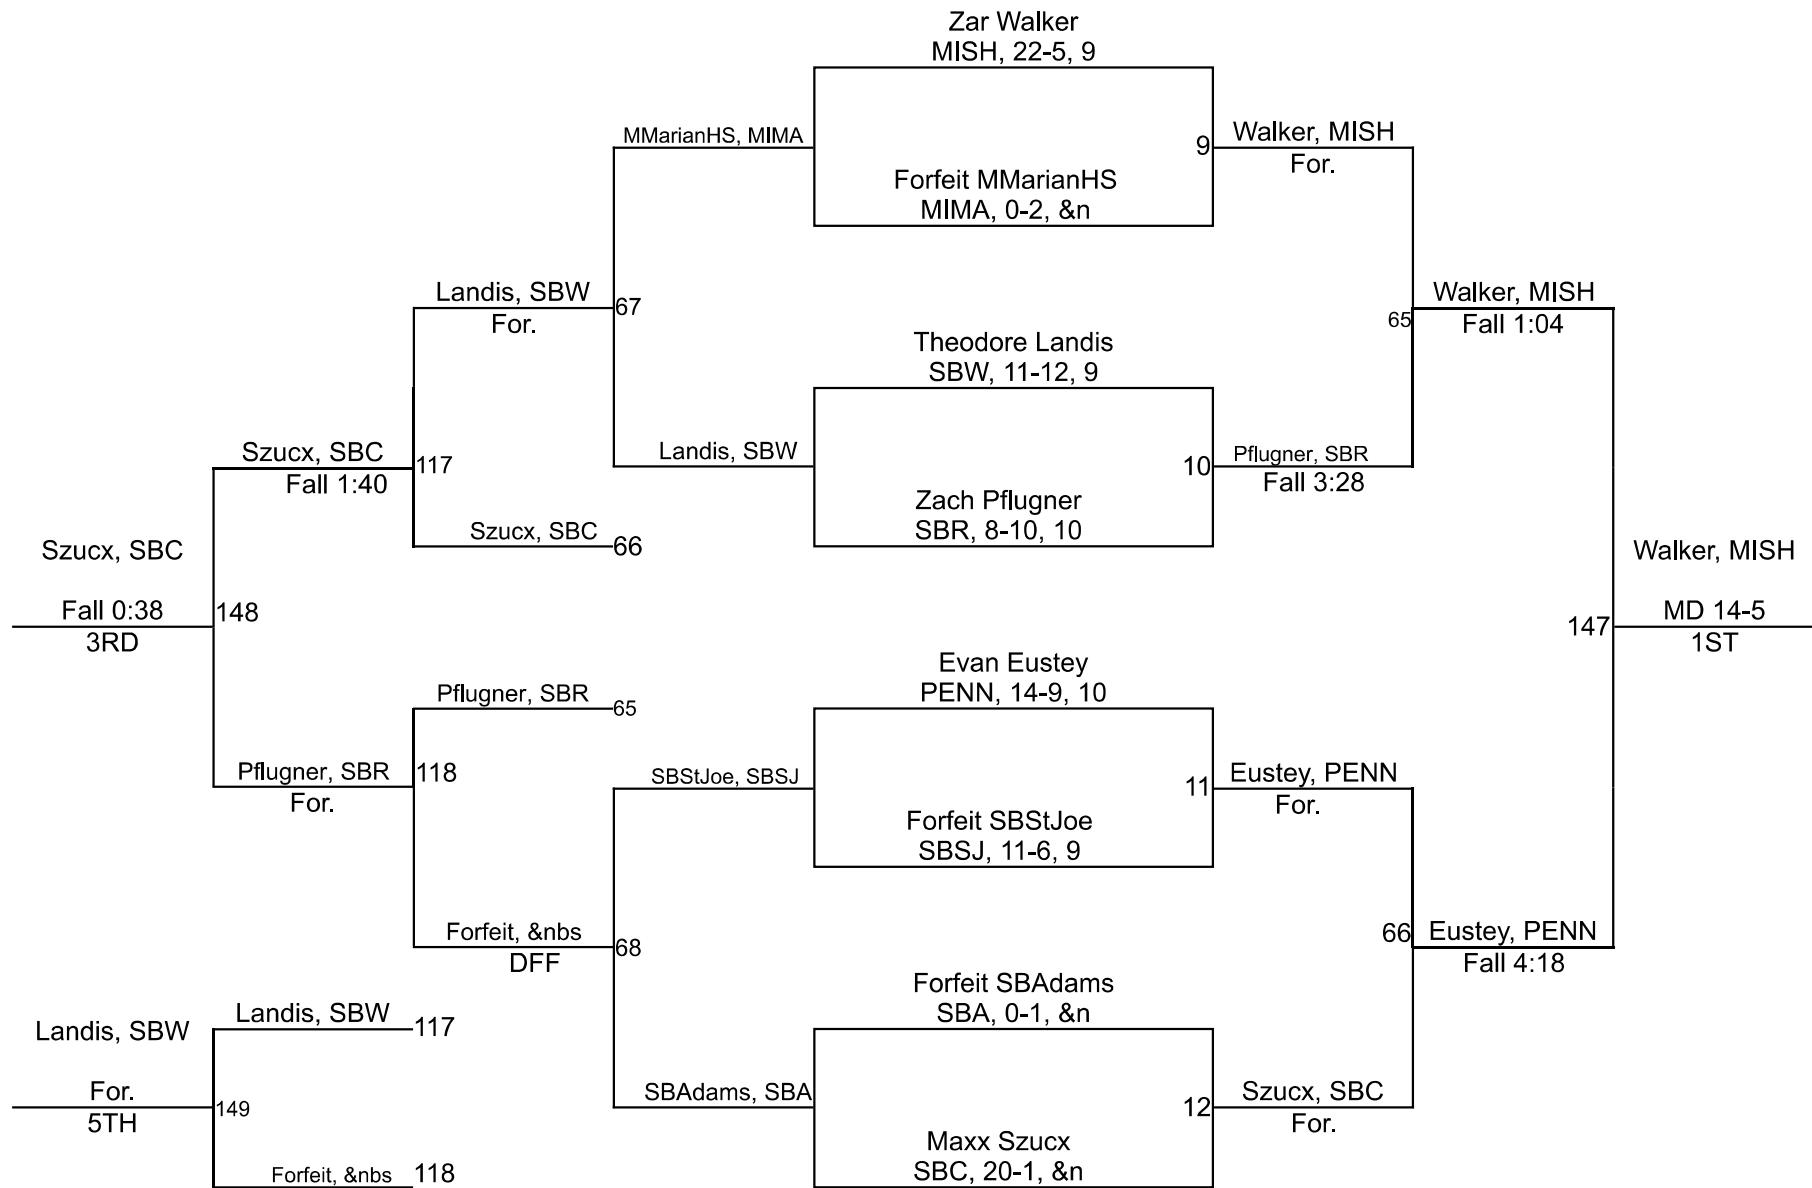 Zar Walker
MISH, 22-5, 9
MMarianHS, MIMA
9
Walker, MISH
For.
Forfeit MMarianHS
MIMA, 0-2, &n
Landis, SBW
For.
67
Walker, MISH
Fall 1:04
65
Theodore Landis
SBW, 11-12, 9
Szucx, SBC
Fall 1:40
117
Landis, SBW
10
Pflugner, SBR
Fall 3:28
Zach Pflugner
SBR, 8-10, 10
Szucx, SBC
66
Szucx, SBC
Fall 0:38
3RD
148
Walker, MISH
147
MD 14-5
1ST
Evan Eustey
PENN, 14-9, 10
Pflugner, SBR
65
Pflugner, SBR
For.
118
SBStJoe, SBSJ
11
Eustey, PENN
For.
Forfeit SBStJoe
SBSJ, 11-6, 9
Forfeit, &nbs
DFF
68
66
Eustey, PENN
Fall 4:18
Forfeit SBAdams
SBA, 0-1, &n
Landis, SBW
117
Landis, SBW
For.
5TH
149
SBAdams, SBA
12
Szucx, SBC
For.
Maxx Szucx
SBC, 20-1, &n
Forfeit, &nbs
118